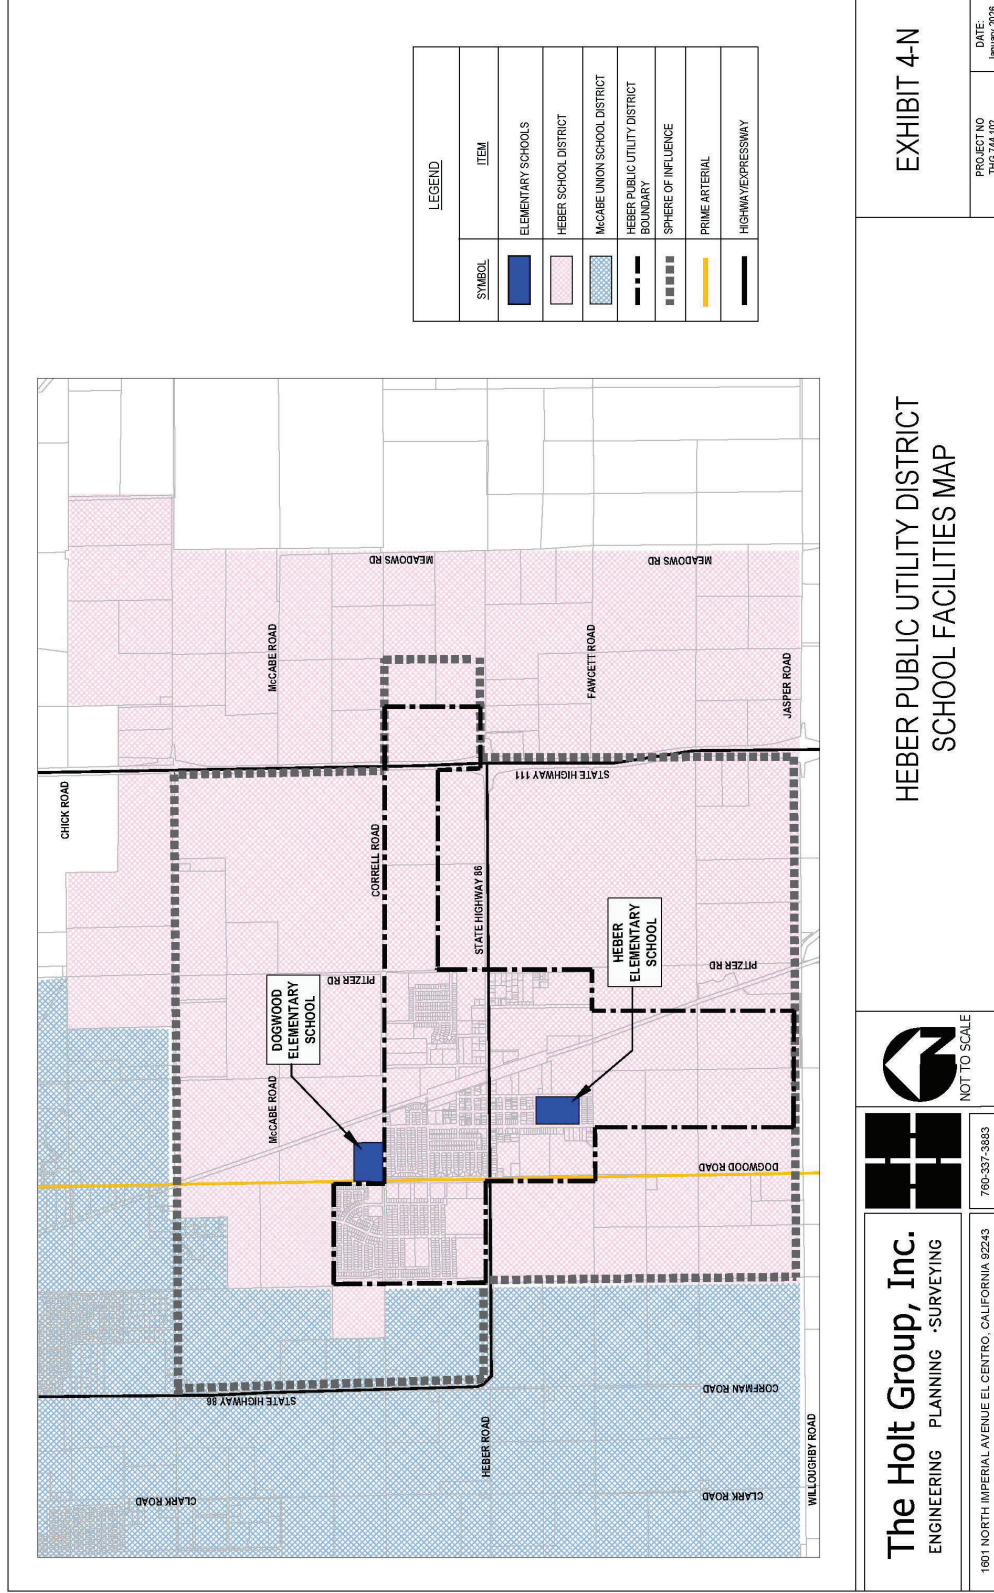 LEGEND
SYMBOL
ITEM
ELEMENTARY SCHOOLS
HEBER SCHOOL DISTRICT
McCABE UNION SCHOOL DISTRICT
HEBER PUBLIC UTILITY DISTRICT
BOUNDARY
SPHERE OF INFLUENCE
PRIME ARTERIAL
HIGHWAY/EXPRESSWAY
CLARK ROAD
STATE HIGHWAY 86
McCABE ROAD
DOGWOOD
ELEMENTARY
SCHOOL
PITZER RD
CORRELL ROAD
CHICK ROAD
McCABE ROAD
MEADOWS RD
HEBER ROAD
STATE HIGHWAY 86
STATE HIGHWAY 111
HEBER
ELEMENTARY
SCHOOL
FAWCETT ROAD
MEADOWS RD
CLARK ROAD
CORFMAN ROAD
DOGWOOD ROAD
PITZER RD
JASPER ROAD
WILLOUGHBY ROAD
The Holt Group, Inc.
ENGINEERING PLANNING ·SURVEYING
1601 NORTH IMPERIAL AVENUE EL CENTRO, CALIFORNIA 92243
760-337-3883
N
NOT TO SCALE
HEBER PUBLIC UTILITY DISTRICT
SCHOOL FACILITIES MAP
EXHIBIT 4-N
PROJECT NO
THG 744.102
DATE:
January 2026